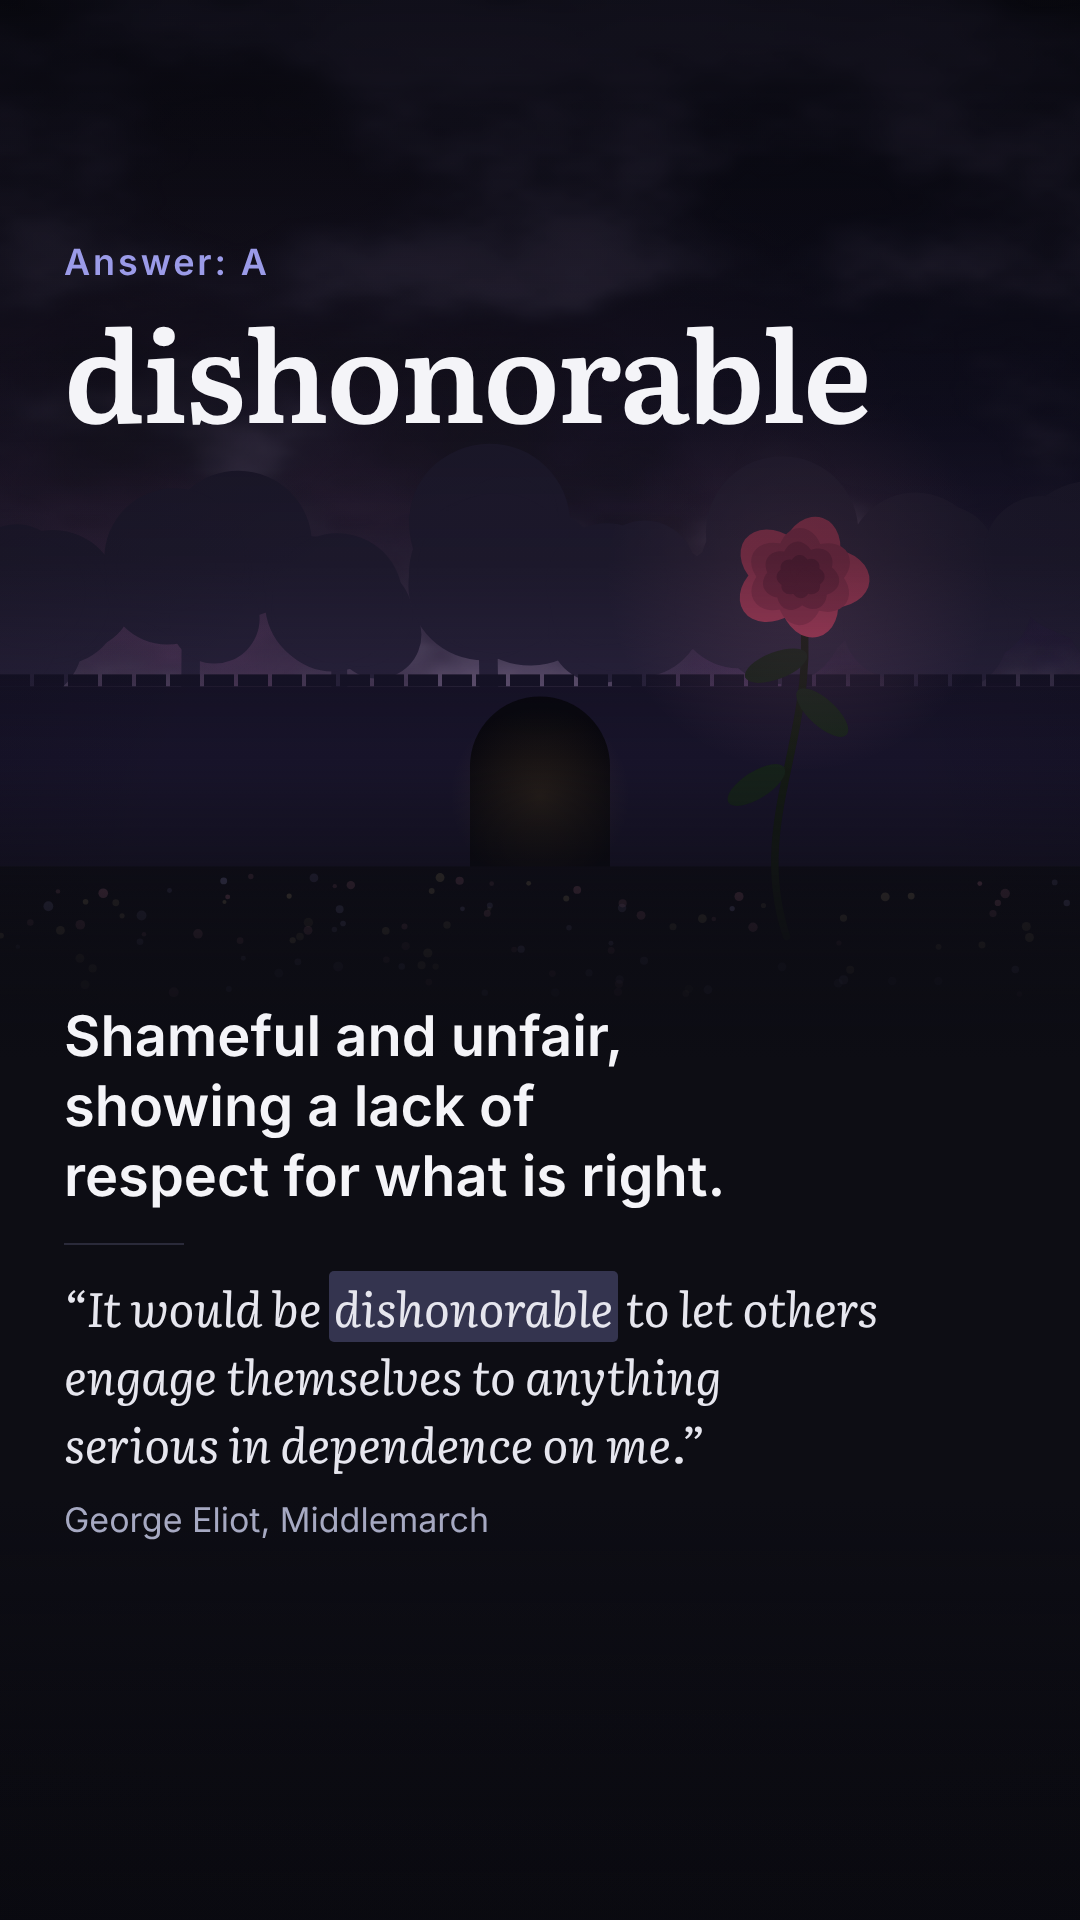 Answer: A
dishonorable
Shameful and unfair,
showing a lack of
respect for what is right.
“It would be dishonorable to let others
engage themselves to anything
serious in dependence on me.”
George Eliot, Middlemarch